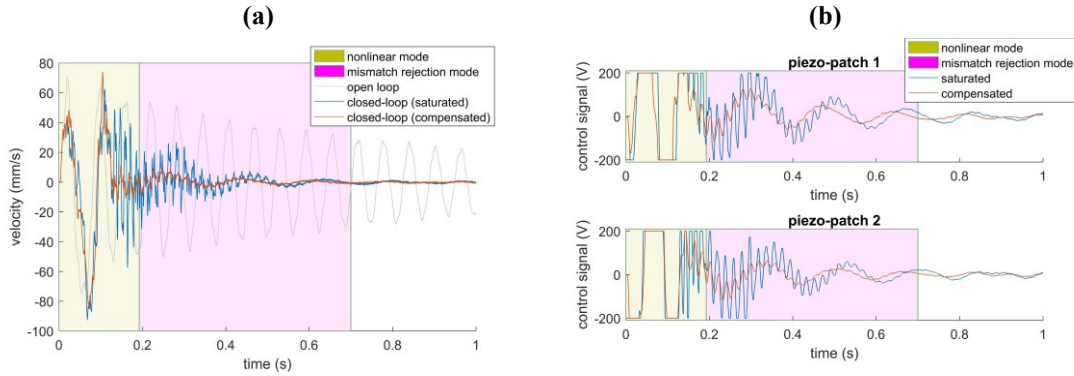 (a)
nonlinear mode
mismatch rejection mode
open loop
closed-loop (saturated)
closed-loop (compensated)
80
60
40
20
0
-20
-40
-60
-80
-100
velocity (mm/s)
0 0.2 0.4 0.6 0.8 1
time (s)
(b)
nonlinear mode
mismatch rejection mode
saturated
compensated
piezo-patch 1
200
0
-200
control signal (V)
0 0.2 0.4 0.6 0.8 1
time (s)
piezo-patch 2
200
0
-200
control signal (V)
0 0.2 0.4 0.6 0.8 1
time (s)